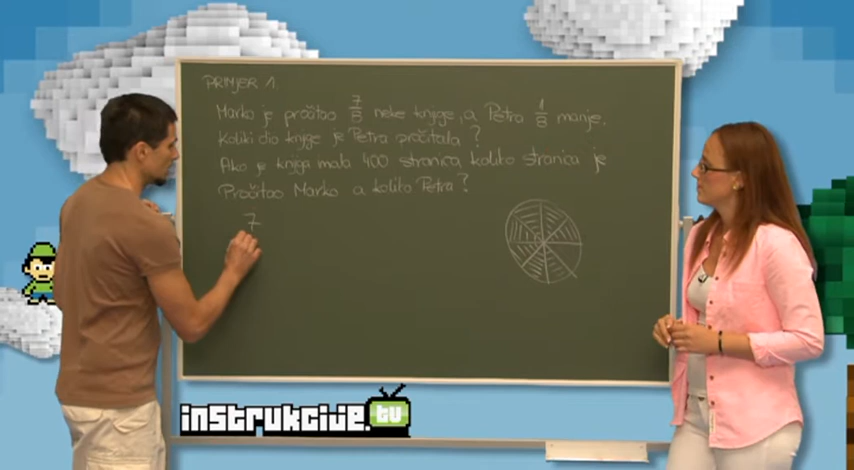 PRIMJER 1.
Marko je pročitao 7/8 neke knjige, a Petra 1/8 manje.
Koliki dio knjige je Petra pročitala?
Ako je knjiga mala 400 stranica, koliko stranica je
Pročitao Marko a koliko Petra?
7
instrukcije.tv